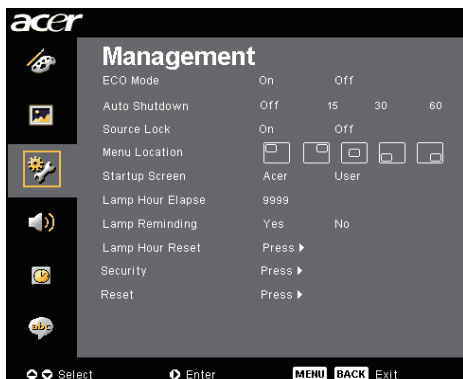 acer
Management
ECO Mode On Off
Auto Shutdown Off 15 30 60
Source Lock On Off
Menu Location
Startup Screen Acer User
Lamp Hour Elapse 9999
Lamp Reminding Yes No
Lamp Hour Reset Press
Security Press
Reset Press
abc
Select Enter MENU BACK Exit